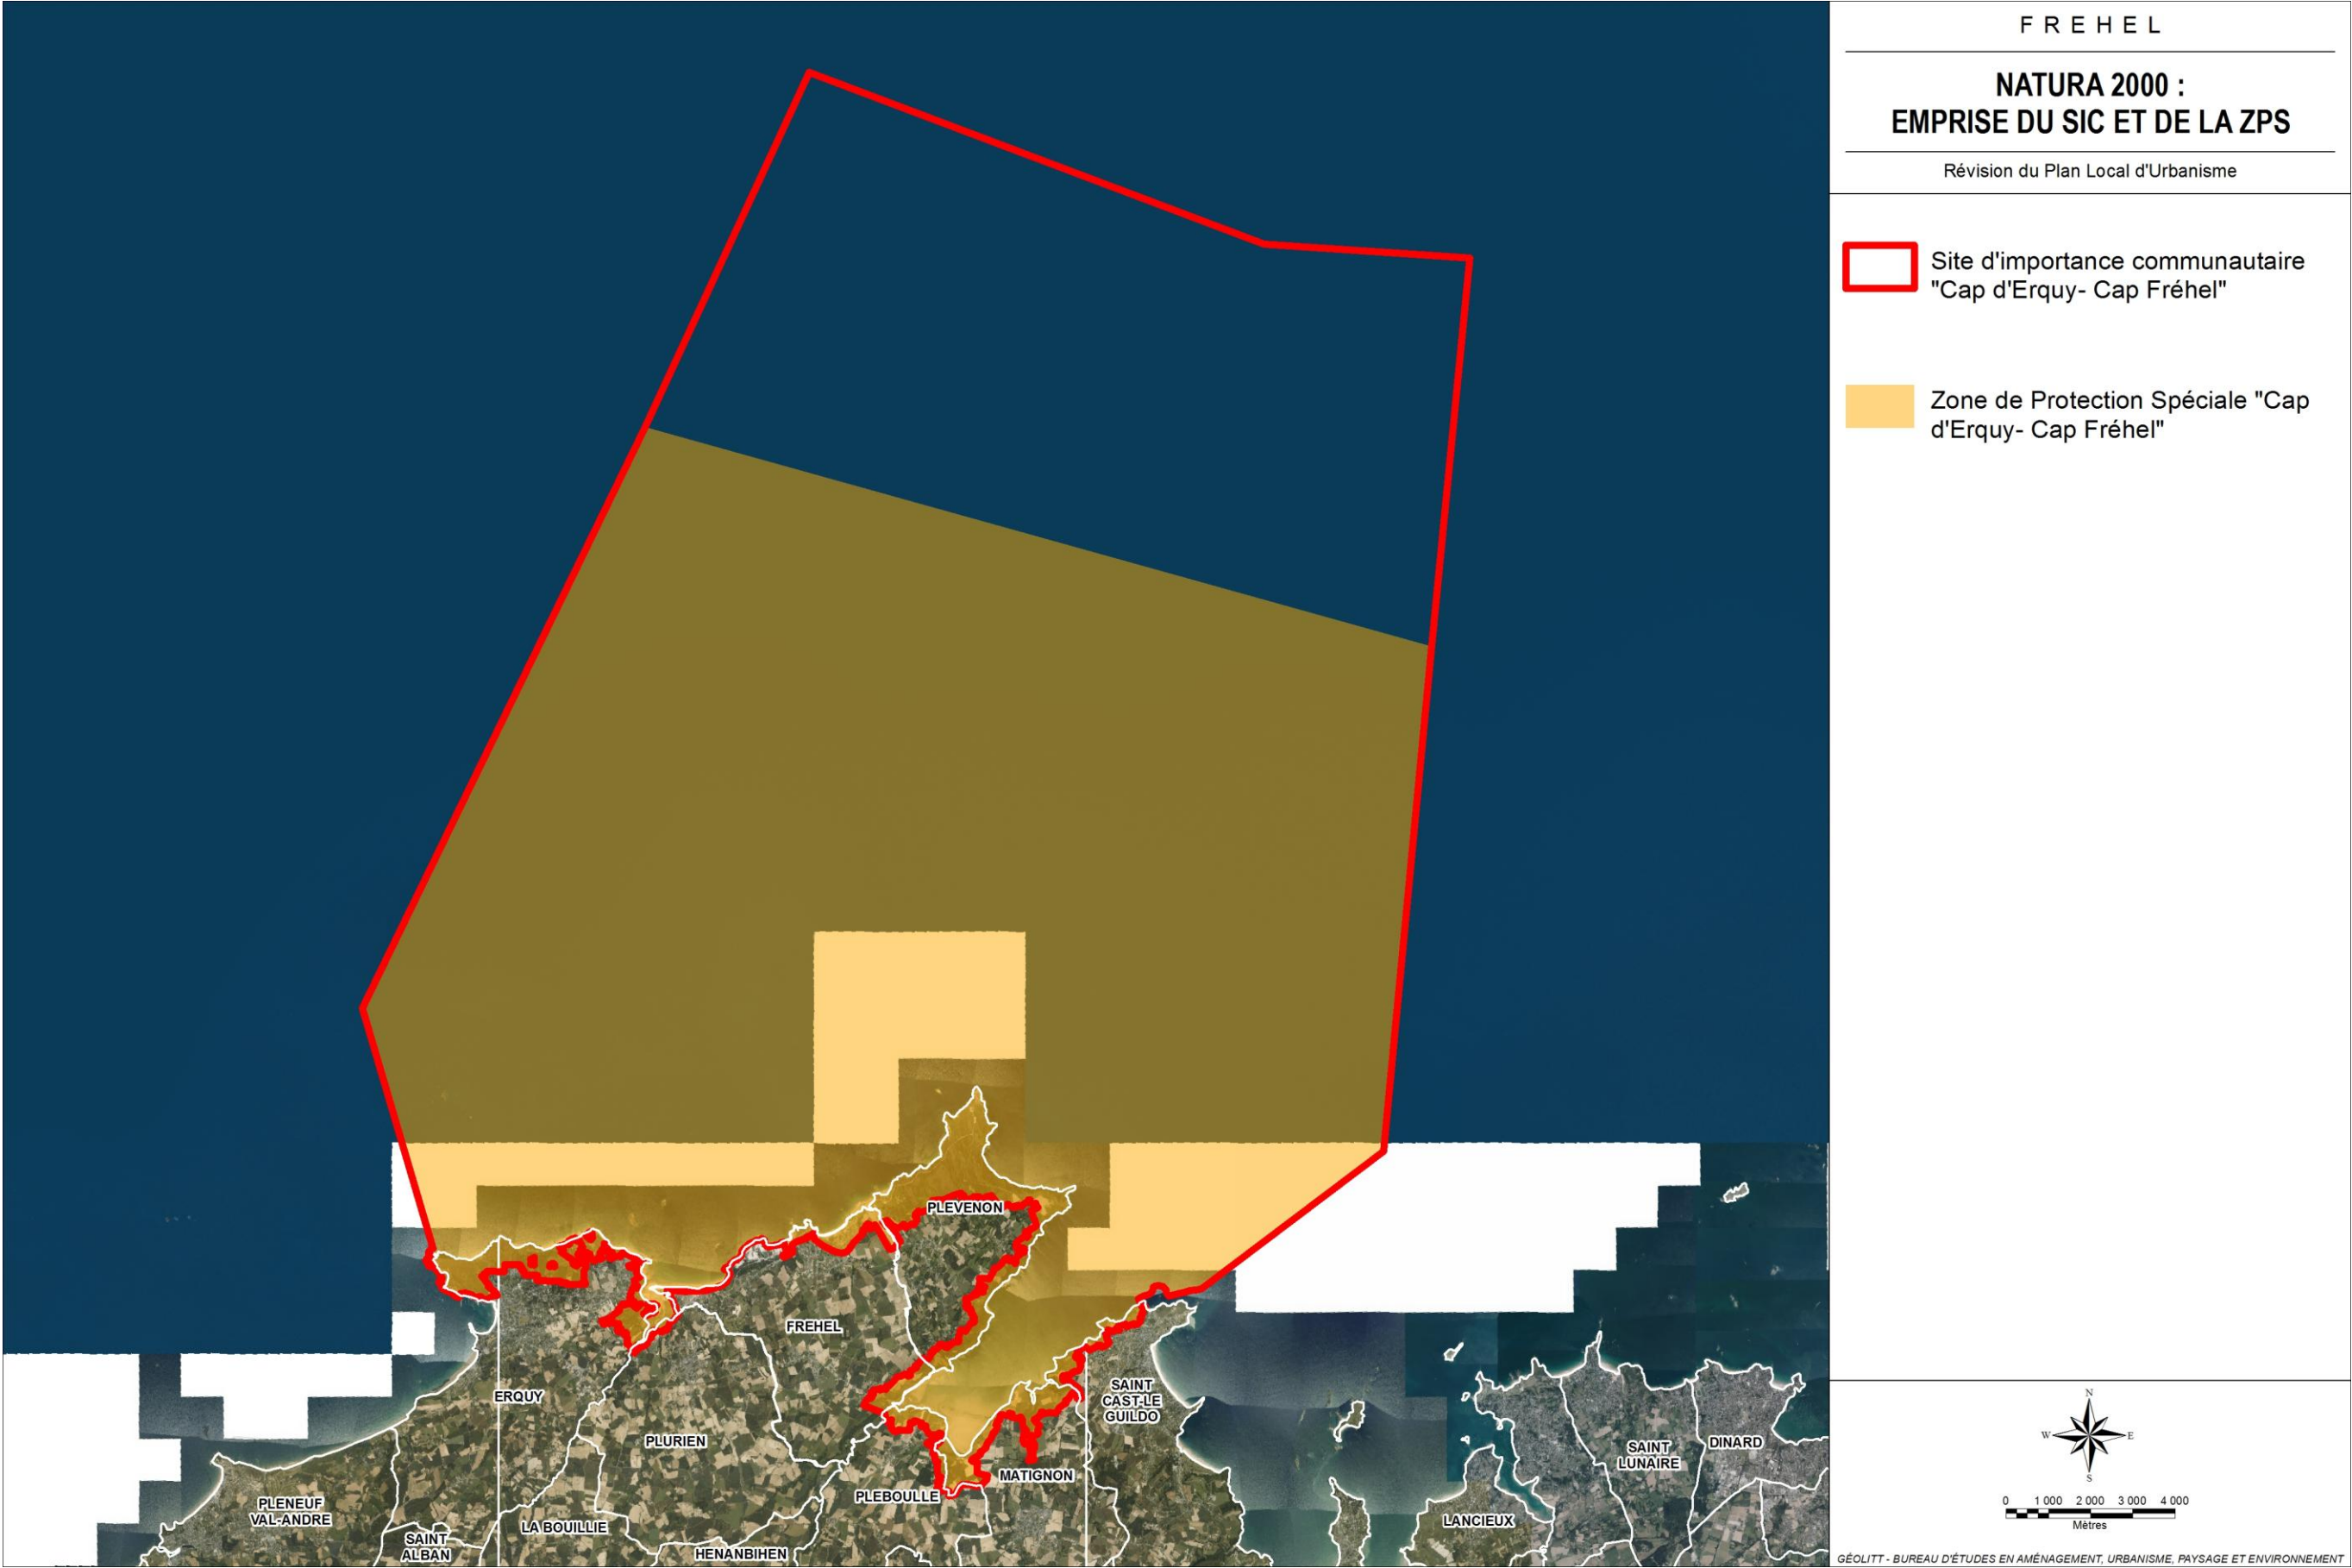 FREHEL
NATURA 2000 :
EMPRISE DU SIC ET DE LA ZPS
Révision du Plan Local d'Urbanisme
Site d'importance communautaire
"Cap d'Erquy- Cap Fréhel"
Zone de Protection Spéciale "Cap
d'Erquy- Cap Fréhel"
PLEVENON
FREHEL
ERQUY
SAINT
CAST-LE
GUILDO
PLURIEN
SAINT
LUNAIRE
DINARD
MATIGNON
PLEBOULLE
PLENEUF
VAL-ANDRE
LA BOUILLIE
LANCIEUX
SAINT
ALBAN
HENANBIHEN
N
W
E
S
0 1 000 2 000 3 000 4 000
Mètres
GÉOLITT - BUREAU D'ÉTUDES EN AMÉNAGEMENT, URBANISME, PAYSAGE ET ENVIRONNEMENT